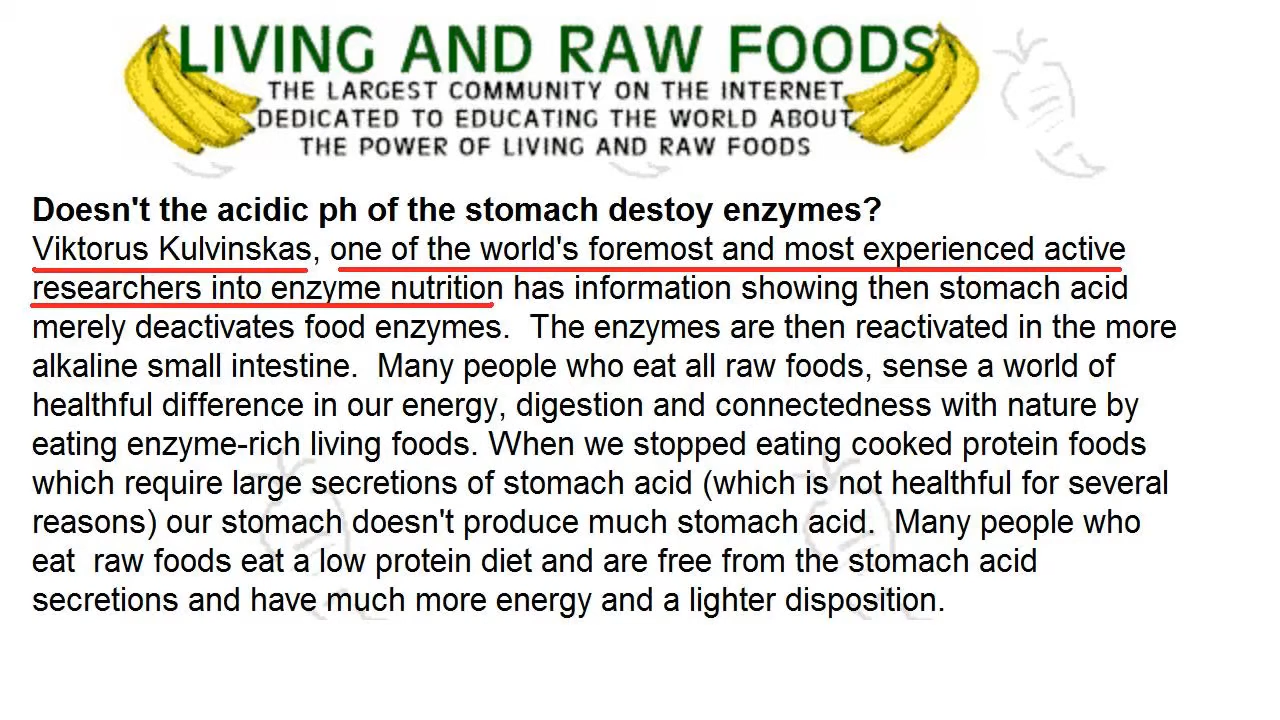 LIVING AND RAW FOODS
THE LARGEST COMMUNITY ON THE INTERNET
DEDICATED TO EDUCATING THE WORLD ABOUT
THE POWER OF LIVING AND RAW FOODS
Doesn't the acidic ph of the stomach destoy enzymes?
Viktorus Kulvinskas, one of the world's foremost and most experienced active
researchers into enzyme nutrition has information showing then stomach acid
merely deactivates food enzymes.  The enzymes are then reactivated in the more
alkaline small intestine.  Many people who eat all raw foods, sense a world of
healthful difference in our energy, digestion and connectedness with nature by
eating enzyme-rich living foods. When we stopped eating cooked protein foods
which require large secretions of stomach acid (which is not healthful for several
reasons) our stomach doesn't produce much stomach acid.  Many people who
eat  raw foods eat a low protein diet and are free from the stomach acid
secretions and have much more energy and a lighter disposition.